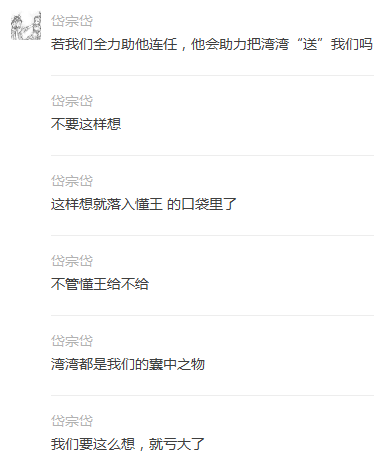 岱宗岱
若我们全力助他连任，他会助力把湾湾“送”我们吗
岱宗岱
不要这样想
岱宗岱
这样想就落入懂王 的口袋里了
岱宗岱
不管懂王给不给
岱宗岱
湾湾都是我们的囊中之物
岱宗岱
我们要这么想，就亏大了